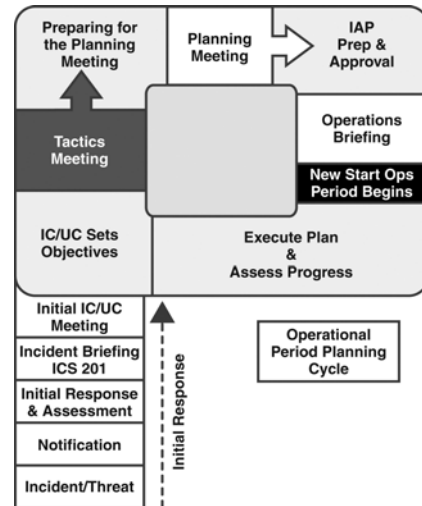 Preparing for
the Planning
Meeting
Planning
Meeting
IAP
Prep &
Approval
Tactics
Meeting
Operations
Briefing
New Start Ops
Period Begins
IC/UC Sets
Objectives
Execute Plan
&
Assess Progress
Initial IC/UC
Meeting
Incident Briefing
ICS 201
Initial Response
& Assessment
Notification
Incident/Threat
Initial Response
Operational
Period Planning
Cycle